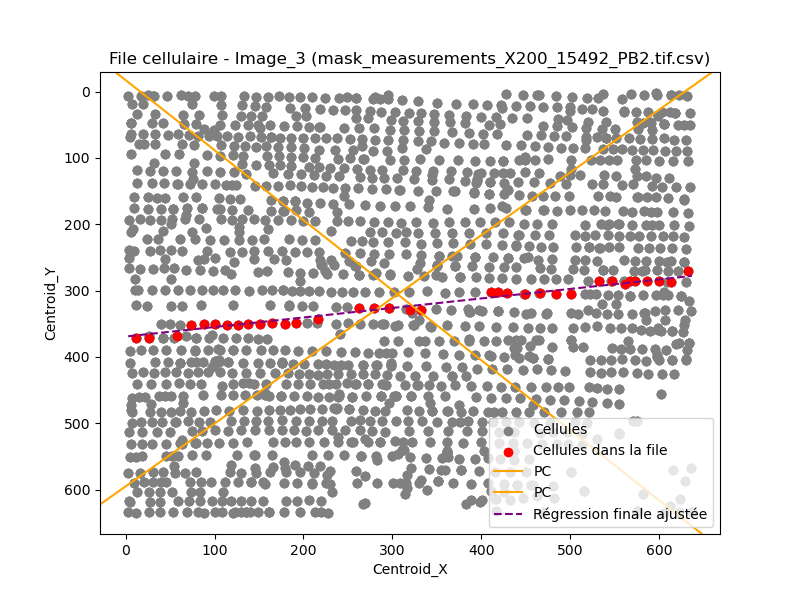 File cellulaire - Image_3 (mask_measurements_X200_15492_PB2.tif.csv)
Centroid_Y
0
100
200
300
400
500
600
Cellules
Cellules dans la file
PC
PC
Régression finale ajustée
0 100 200 300 400 500 600
Centroid_X